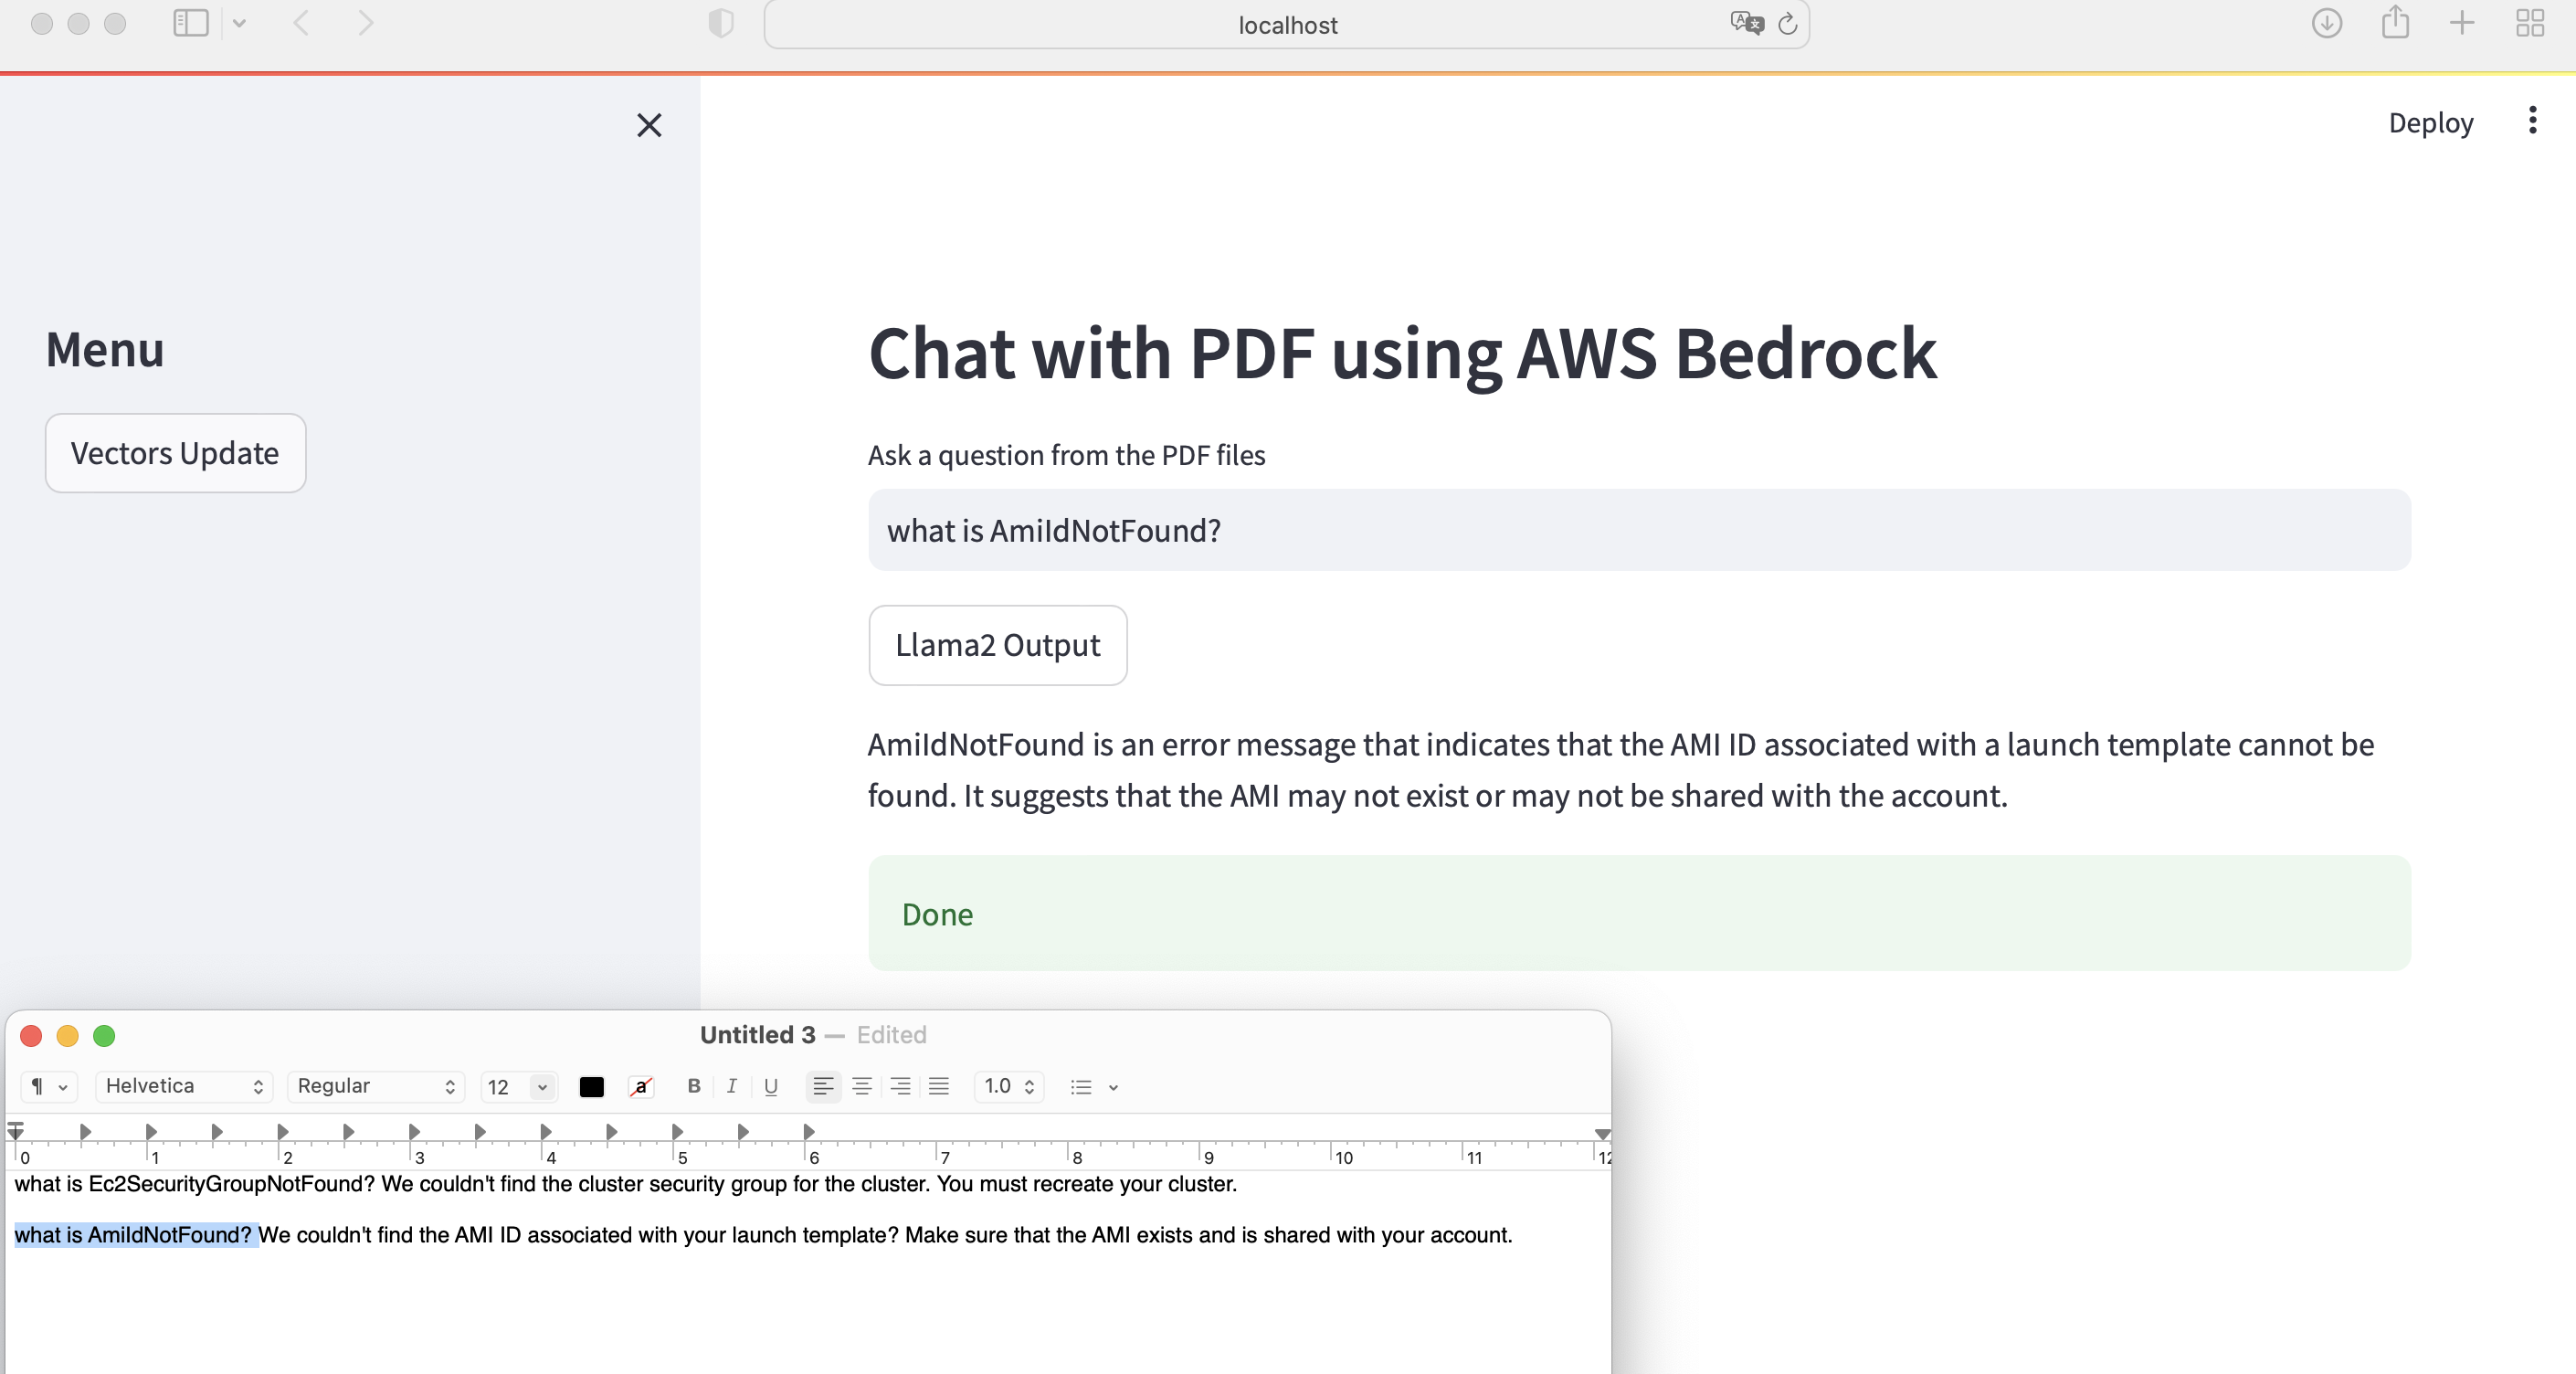 localhost
Deploy
Menu
Vectors Update
Chat with PDF using AWS Bedrock
Ask a question from the PDF files
what is AmiIdNotFound?
Llama2 Output
AmiIdNotFound is an error message that indicates that the AMI ID associated with a launch template cannot be
found. It suggests that the AMI may not exist or may not be shared with the account.
Done
Untitled 3 — Edited
¶ Helvetica Regular 12 a B I U 1.0
0 1 2 3 4 5 6 7 8 9 10 11 12
what is Ec2SecurityGroupNotFound? We couldn't find the cluster security group for the cluster. You must recreate your cluster.
what is AmiIdNotFound? We couldn't find the AMI ID associated with your launch template? Make sure that the AMI exists and is shared with your account.